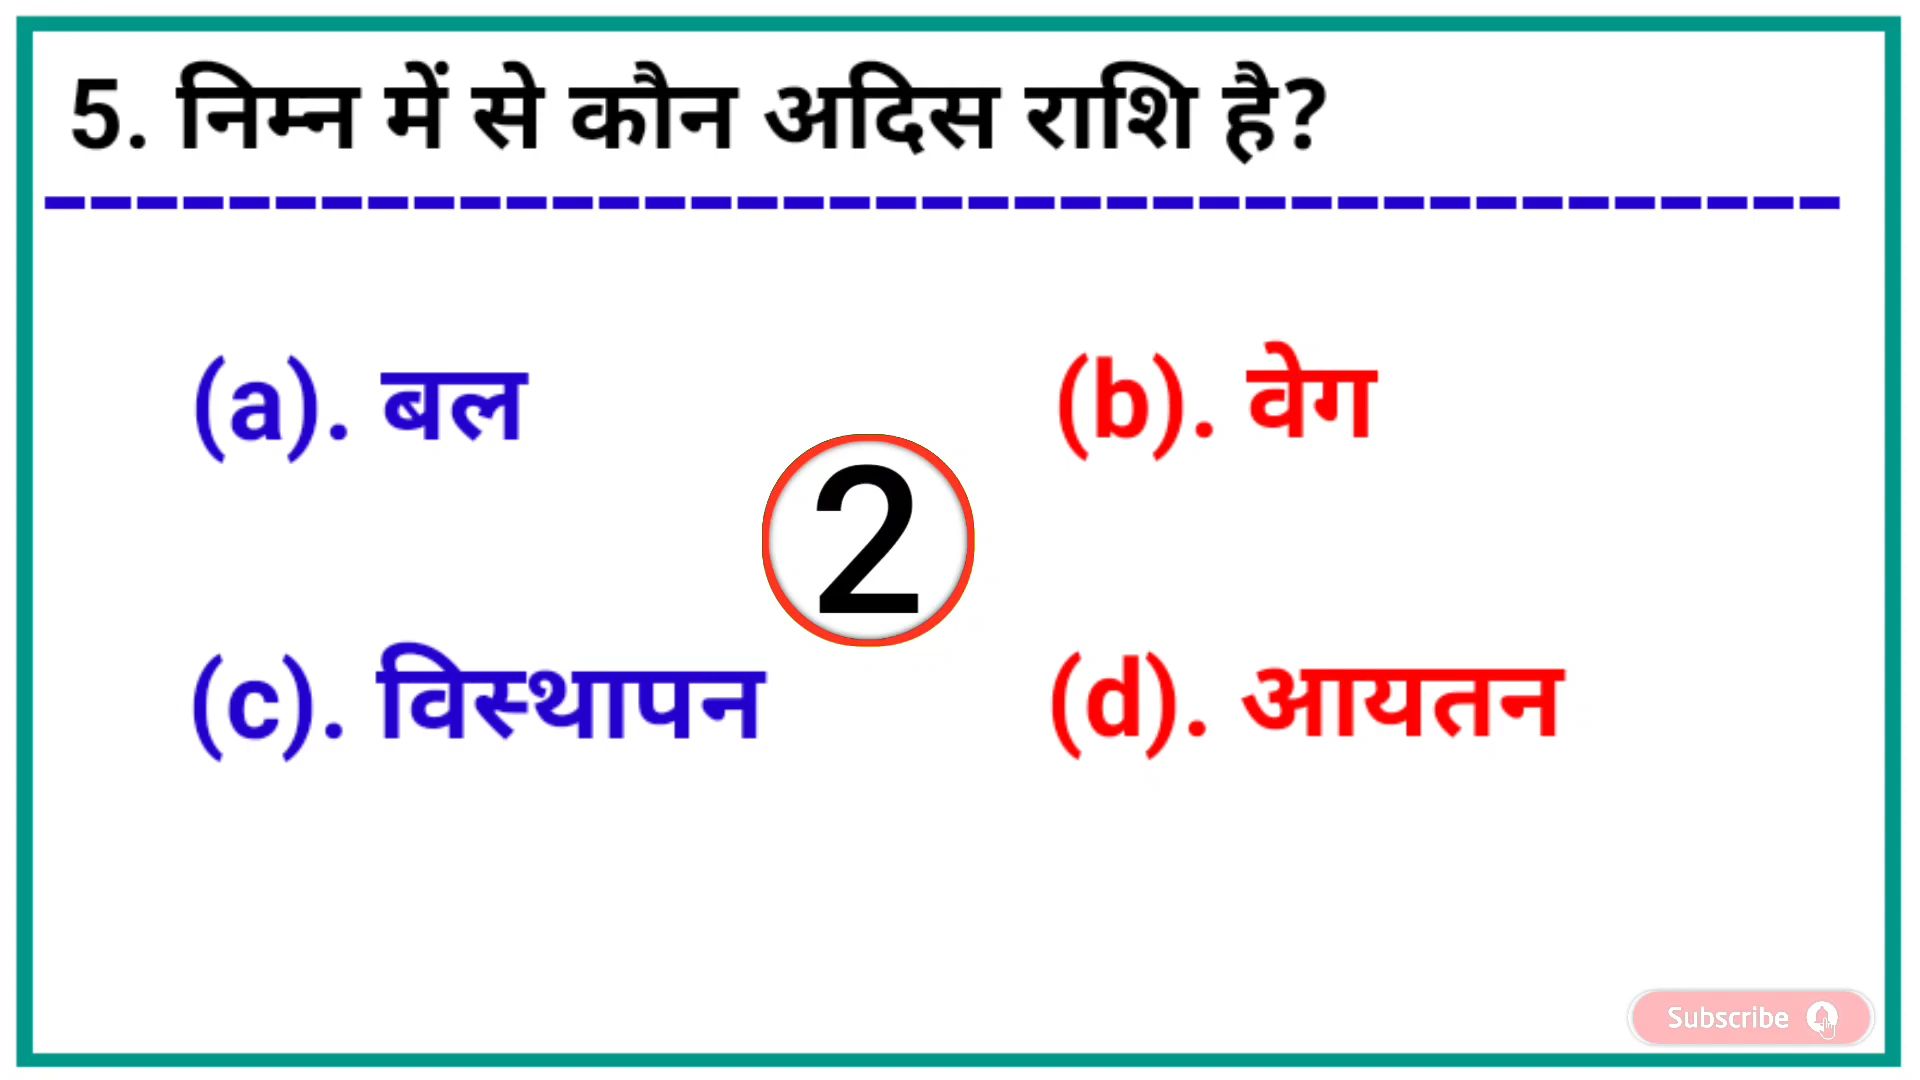 5. निम्न में से कौन अदिस राशि है?
(a). बल
(b). वेग
2
(c). विस्थापन
(d). आयतन
Subscribe